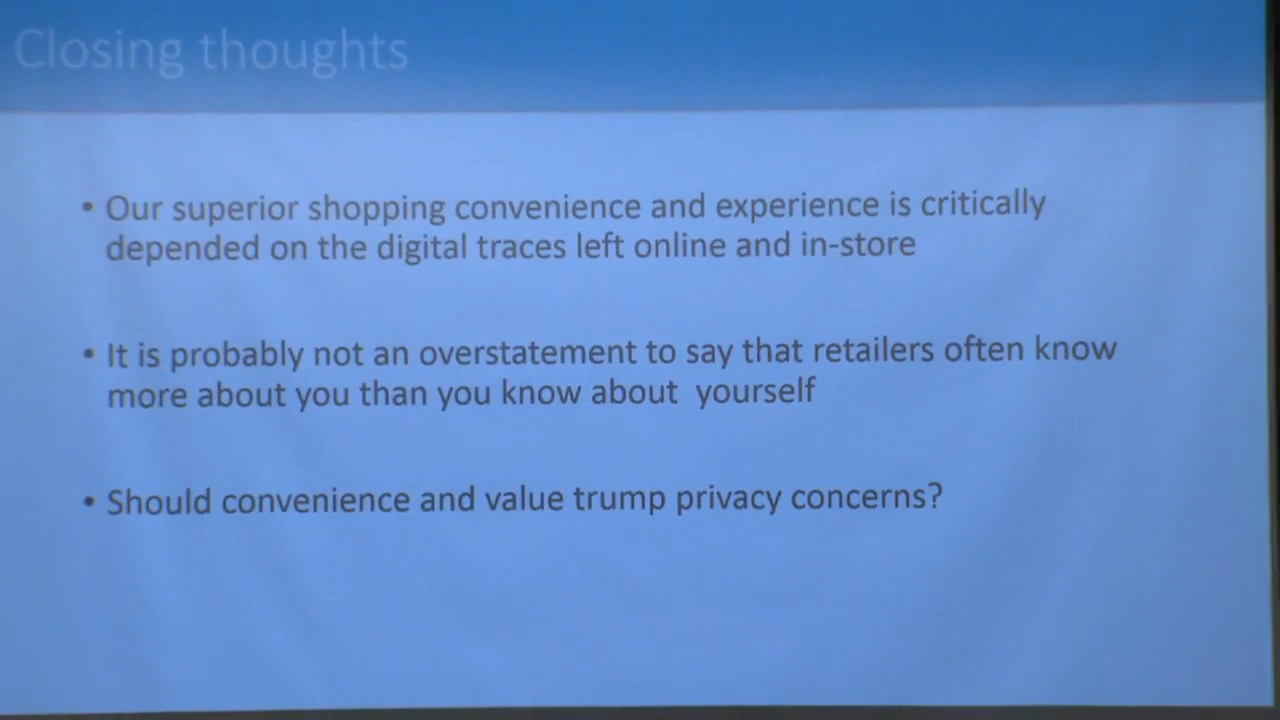 Closing thoughts
• Our superior shopping convenience and experience is critically
depended on the digital traces left online and in-store
• It is probably not an overstatement to say that retailers often know
more about you than you know about  yourself
• Should convenience and value trump privacy concerns?